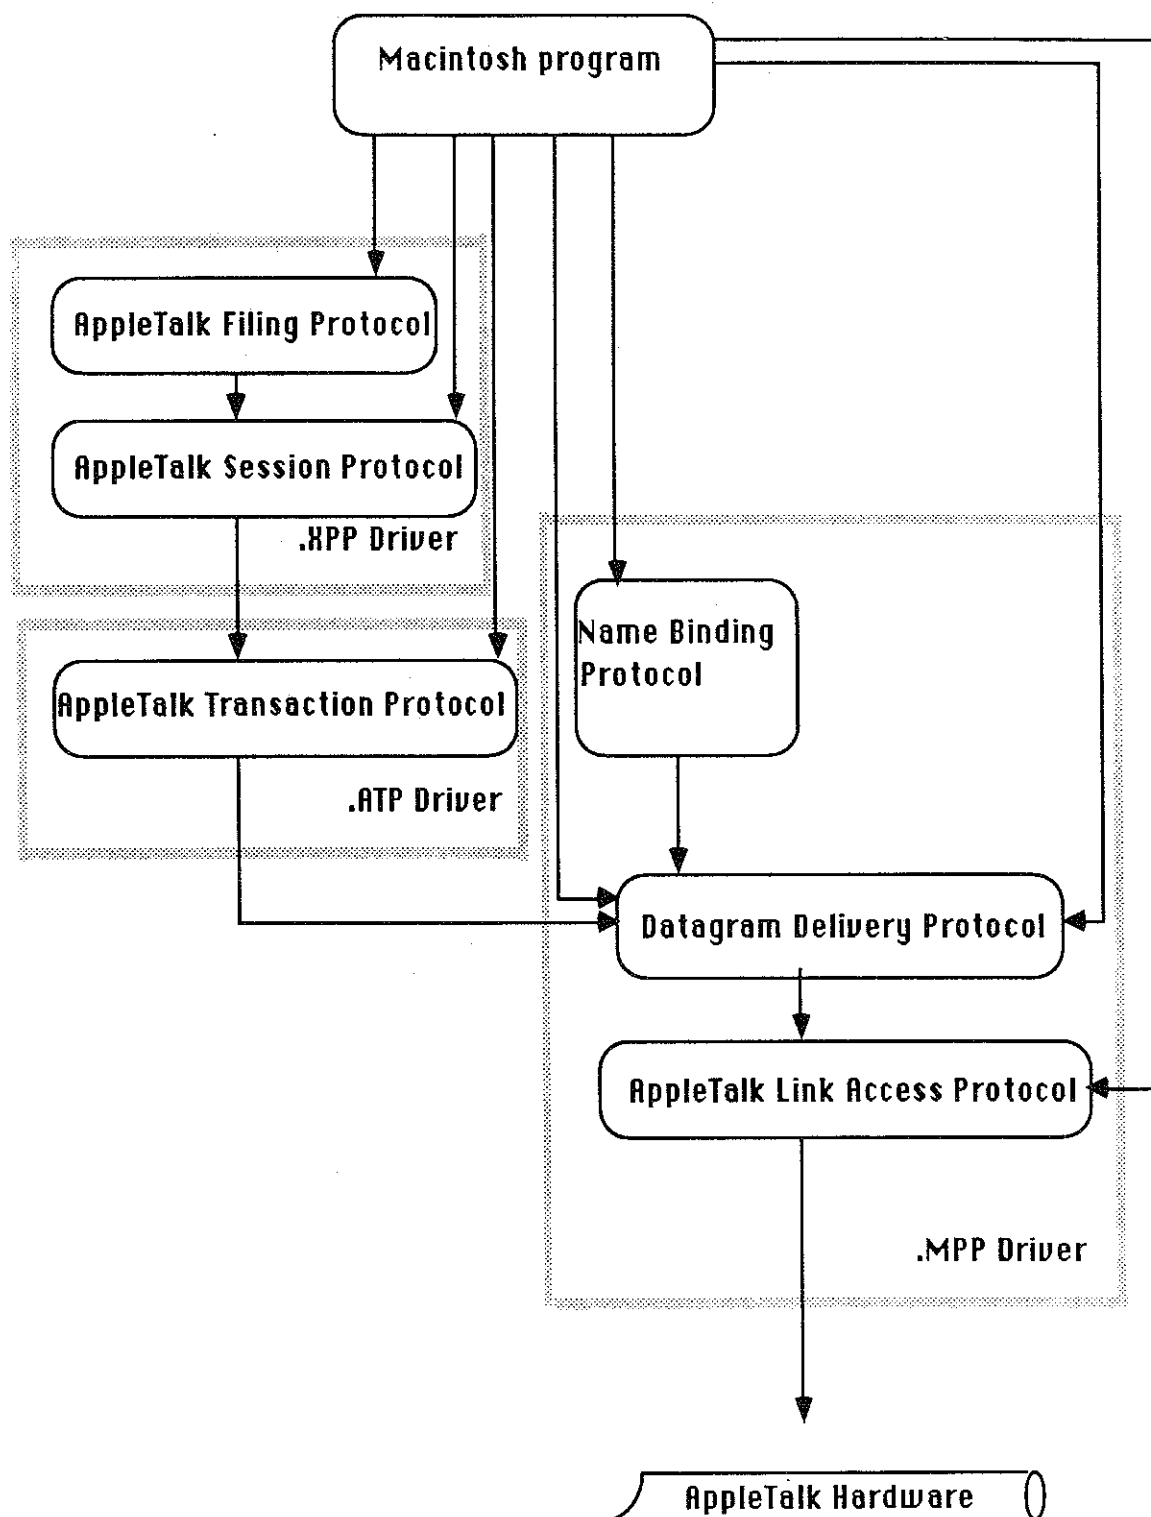 Macintosh program
AppleTalk Filing Protocol
AppleTalk Session Protocol
.XPP Driver
Name Binding
Protocol
AppleTalk Transaction Protocol
.ATP Driver
Datagram Delivery Protocol
AppleTalk Link Access Protocol
.MPP Driver
AppleTalk Hardware